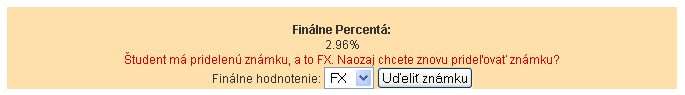 Finálne Percentá:
2.96%
Študent má pridelenú známku, a to FX. Naozaj chcete znovu prideľovať známku?
Finálne hodnotenie: FX Udeliť známku